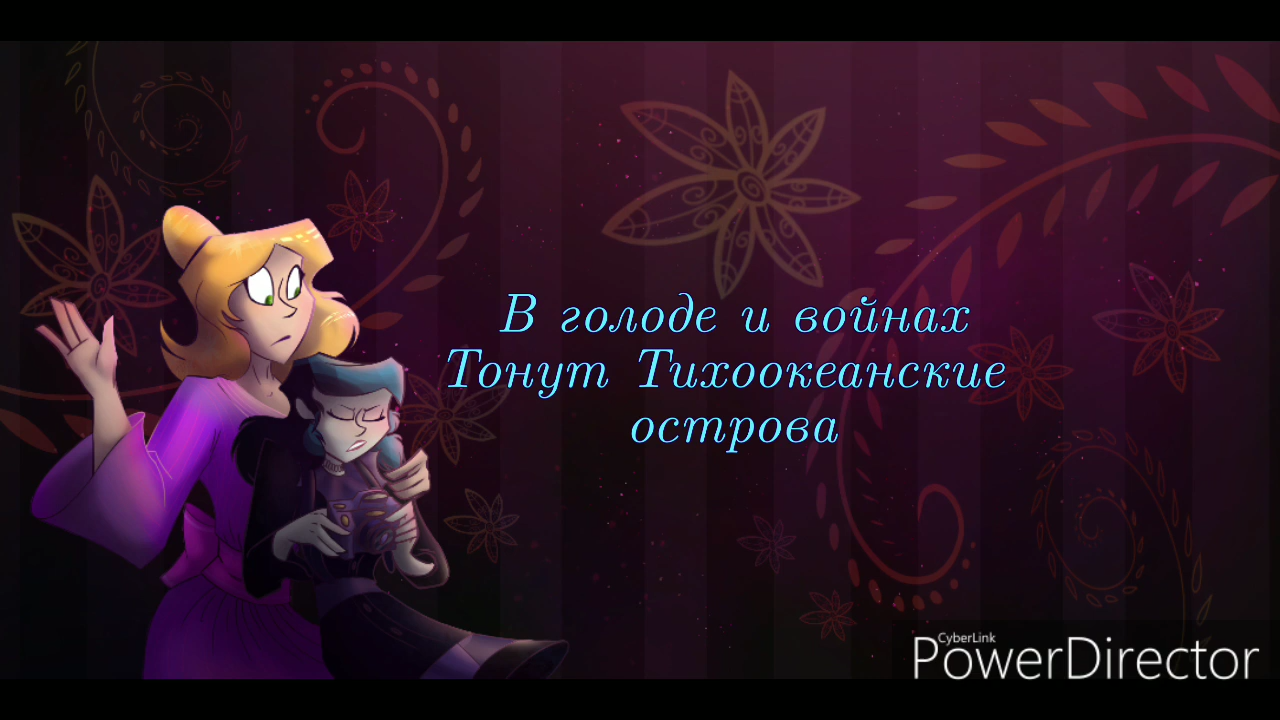 В голоде и войнах
Тонут Тихоокеанские
острова
CyberLink
PowerDirector